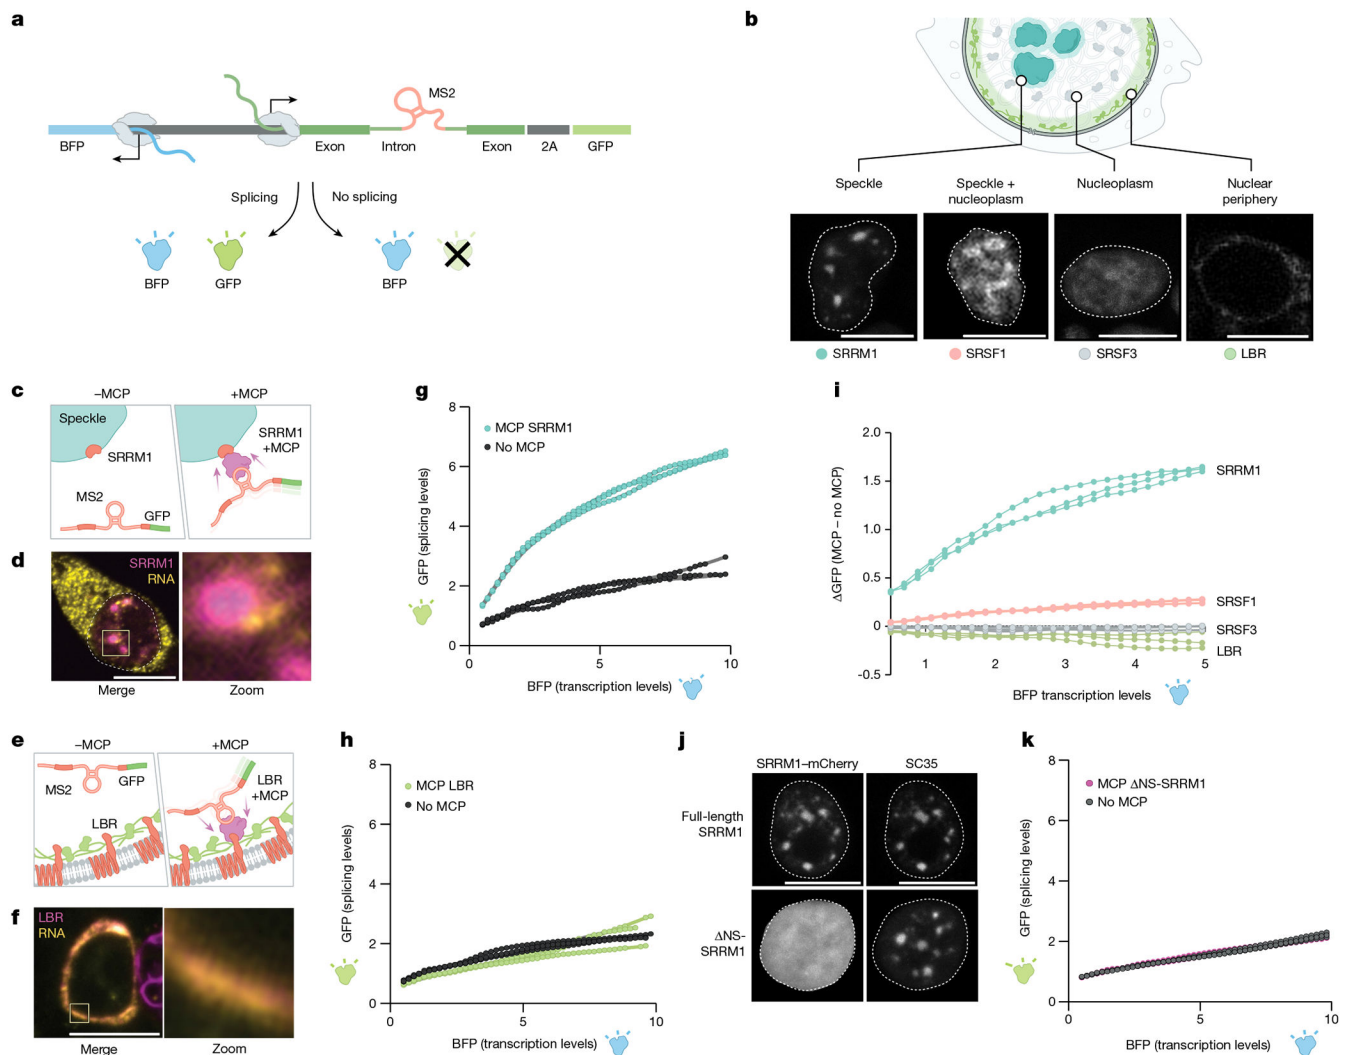 a
MS2
BFP
Exon
Intron
Exon
2A
GFP
Splicing
No splicing
BFP
GFP
BFP
b
Speckle
Speckle +
nucleoplasm
Nucleoplasm
Nuclear
periphery
SRRM1
SRSF1
SRSF3
LBR
c
–MCP
+MCP
Speckle
SRRM1
MS2
GFP
SRRM1
+MCP
d
SRRM1
RNA
Merge
Zoom
e
–MCP
+MCP
MS2
GFP
LBR
LBR
+MCP
f
LBR
RNA
Merge
Zoom
g
8
6
4
2
0
GFP (splicing levels)
MCP SRRM1
No MCP
0
5
10
BFP (transcription levels)
h
8
6
4
2
0
GFP (splicing levels)
MCP LBR
No MCP
0
5
10
BFP (transcription levels)
i
2.0
1.5
1.0
0.5
0
-0.5
ΔGFP (MCP – no MCP)
SRRM1
SRSF1
SRSF3
LBR
1
2
3
4
5
BFP transcription levels
j
SRRM1–mCherry
SC35
Full-length
SRRM1
ΔNS-
SRRM1
k
8
6
4
2
0
GFP (splicing levels)
MCP ΔNS-SRRM1
No MCP
0
5
10
BFP (transcription levels)